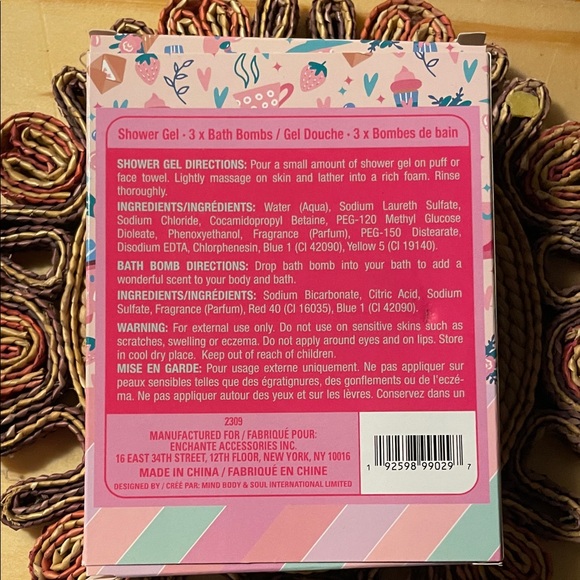 Shower Gel • 3 x Bath Bombs / Gel Douche • 3 x Bombes de bain
SHOWER GEL DIRECTIONS: Pour a small amount of shower gel on puff or
face towel. Lightly massage on skin and lather into a rich foam. Rinse
thoroughly.
INGREDIENTS/INGRÉDIENTS: Water (Aqua), Sodium Laureth Sulfate,
Sodium Chloride, Cocamidopropyl Betaine, PEG-120 Methyl Glucose
Dioleate, Phenoxyethanol, Fragrance (Parfum), PEG-150 Distearate,
Disodium EDTA, Chlorphenesin, Blue 1 (CI 42090), Yellow 5 (CI 19140).
BATH BOMB DIRECTIONS: Drop bath bomb into your bath to add a
wonderful scent to your body and bath.
INGREDIENTS/INGRÉDIENTS: Sodium Bicarbonate, Citric Acid, Sodium
Sulfate, Fragrance (Parfum), Red 40 (CI 16035), Blue 1 (CI 42090).
WARNING: For external use only. Do not use on sensitive skins such as
scratches, swelling or eczema. Do not apply around eyes and on lips. Store
in cool dry place. Keep out of reach of children.
MISE EN GARDE: Pour usage externe uniquement. Ne pas appliquer sur
peaux sensibles telles que des égratignures, des gonflements ou de l'eczé-
ma. Ne pas appliquer autour des yeux et sur les lèvres. Conservez dans un
2309
MANUFACTURED FOR / FABRIQUÉ POUR:
ENCHANTE ACCESSORIES INC.
16 EAST 34TH STREET, 12TH FLOOR, NEW YORK, NY 10016
MADE IN CHINA / FABRIQUÉ EN CHINE
DESIGNED BY / CRÉÉ PAR: MIND BODY & SOUL INTERNATIONAL LIMITED
1 92598 99029 7